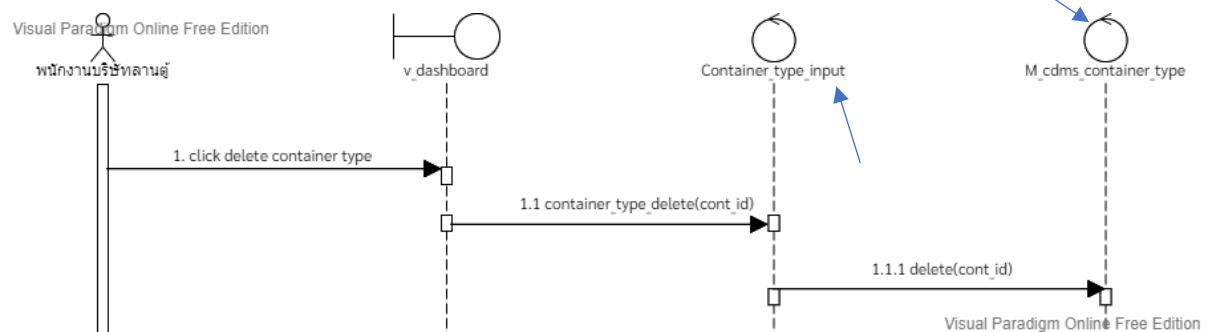 Visual Paradigm Online Free Edition
พนักงานบริษัทลานตู้
v_dashboard
Container_type_input
M_cdms_container_type
1. click delete container type
1.1 container_type_delete(cont_id)
1.1.1 delete(cont_id)
Visual Paradigm Online Free Edition